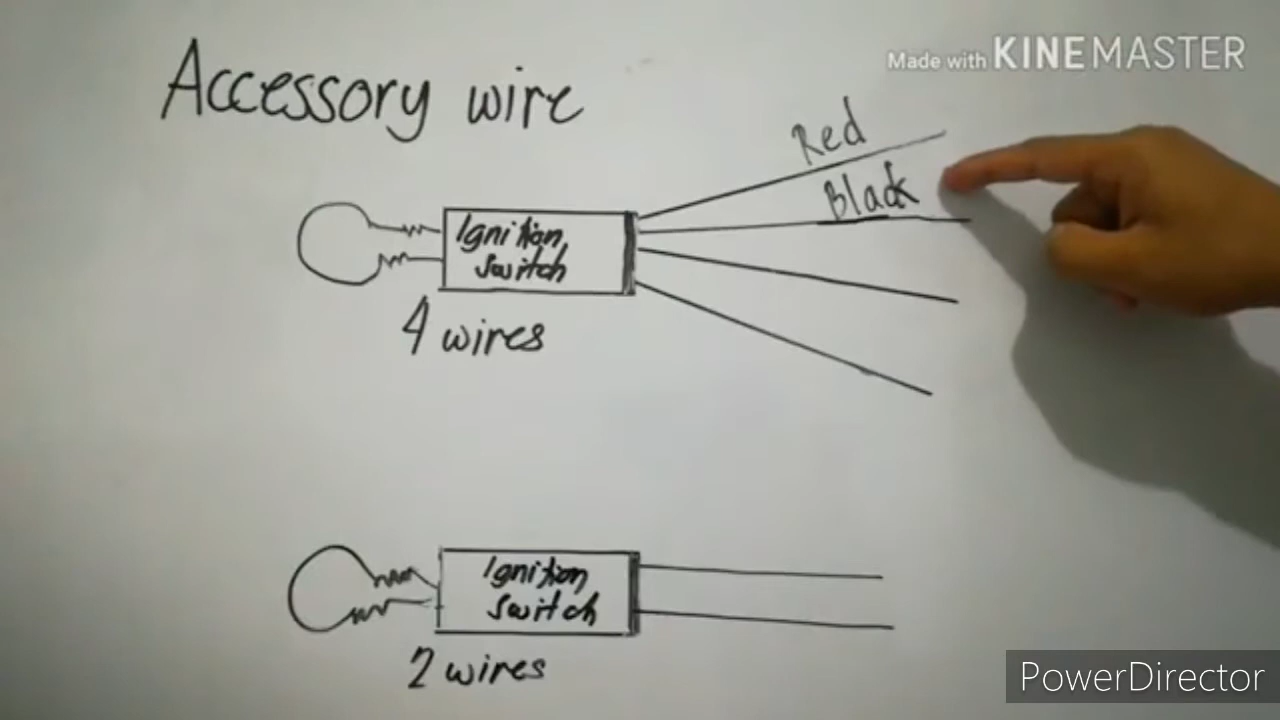 Made with KINEMASTER
Accessory wire
Red
Black
Ignition
switch
4 wires
Ignition
switch
2 wires
PowerDirector